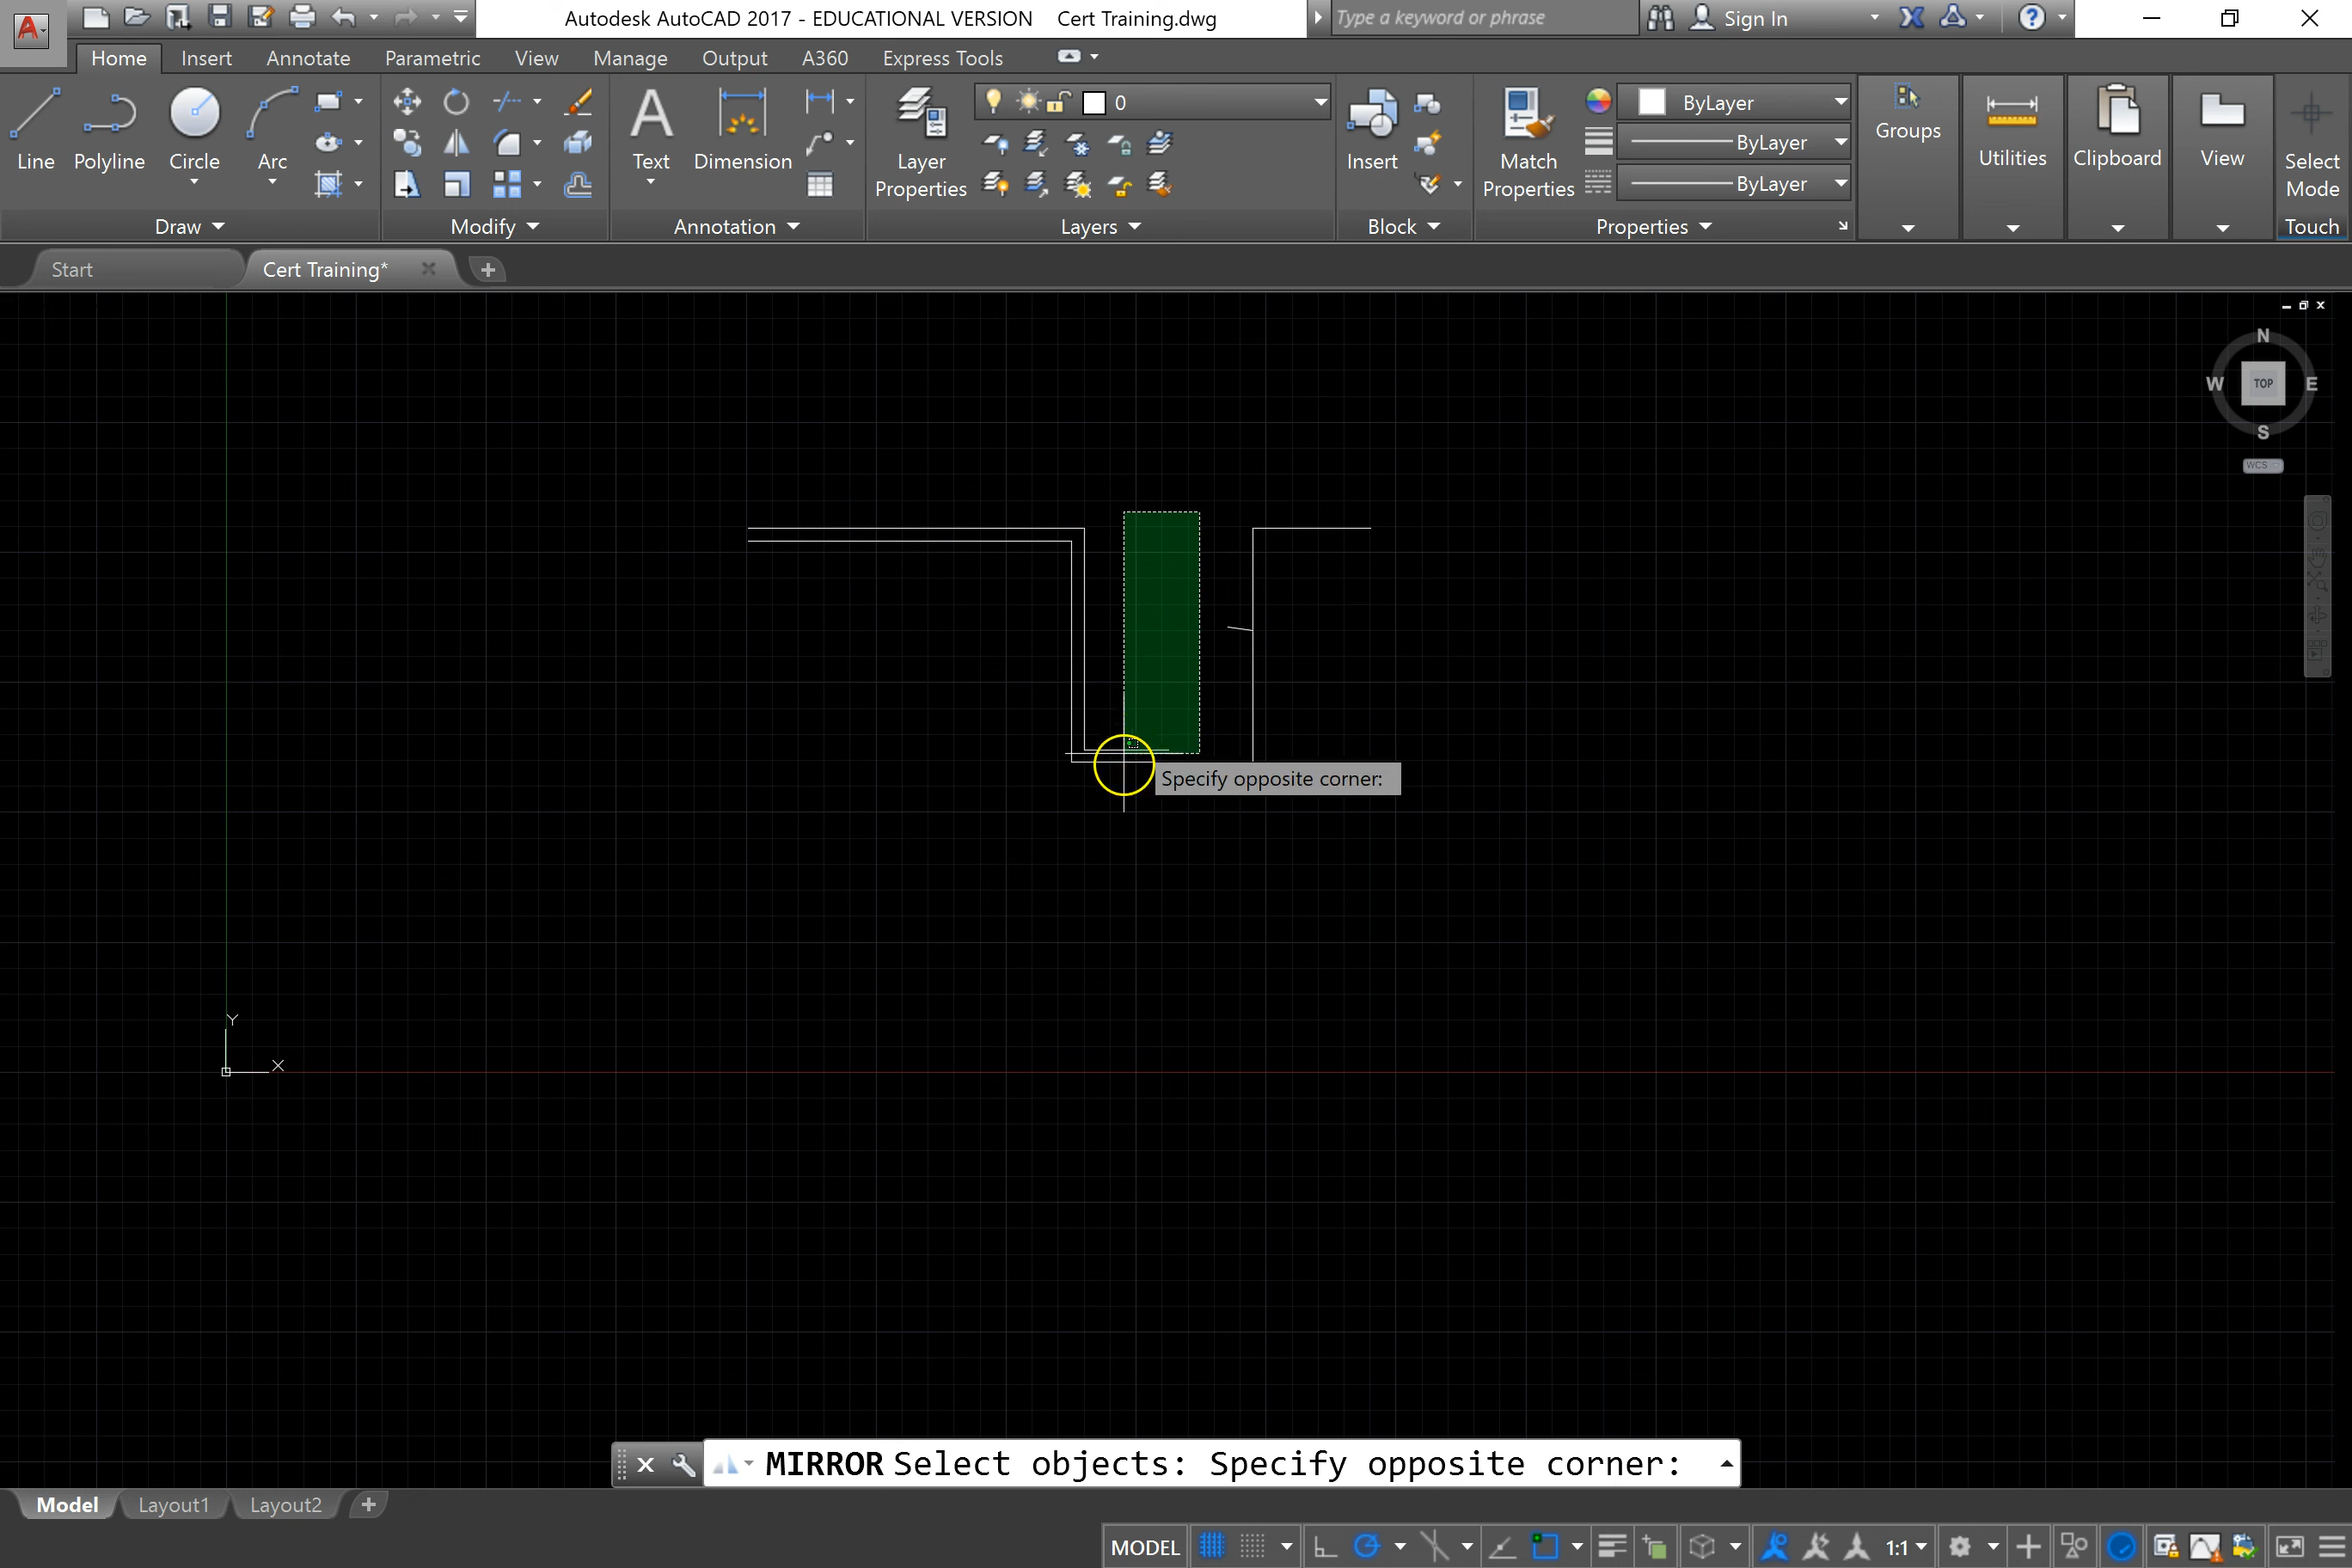 Autodesk AutoCAD 2017 - EDUCATIONAL VERSION Cert Training.dwg
Type a keyword or phrase
Sign In
Home Insert Annotate Parametric View Manage Output A360 Express Tools
0
ByLayer
Line Polyline Circle Arc
Text Dimension
Layer Properties
Insert
Match Properties
ByLayer
ByLayer
Groups
Utilities
Clipboard
View
Select Mode
Draw Modify Annotation Layers Block Properties Touch
Start Cert Training*
N
W TOP E
S
WCS
Specify opposite corner:
Y
X
MIRROR Select objects: Specify opposite corner:
Model Layout1 Layout2
MODEL 1:1